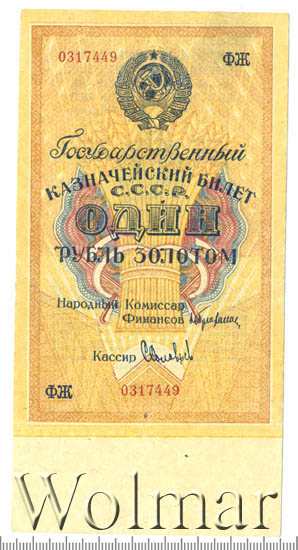 0317449 ФЖ
Государственный
КАЗНАЧЕЙСКИЙ БИЛЕТ
С.С.С.Р.
ОДИН
РУБЛЬ ЗОЛОТОМ
Народный Комиссар
Финансов
Кассир
ФЖ 0317449
Wolmar